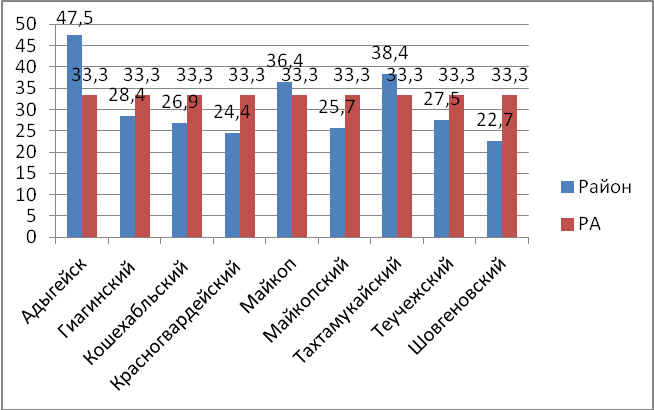 50
45
40
35
30
25
20
15
10
5
0
47,5
33,3
28,4
33,3
26,9
33,3
24,4
33,3
36,4
33,3
25,7
33,3
38,4
33,3
27,5
33,3
22,7
33,3
Адыгейск
Гиагинский
Кошехабльский
Красногвардейский
Майкоп
Майкопский
Тахтамукайский
Теучежский
Шовгеновский
Район
РА